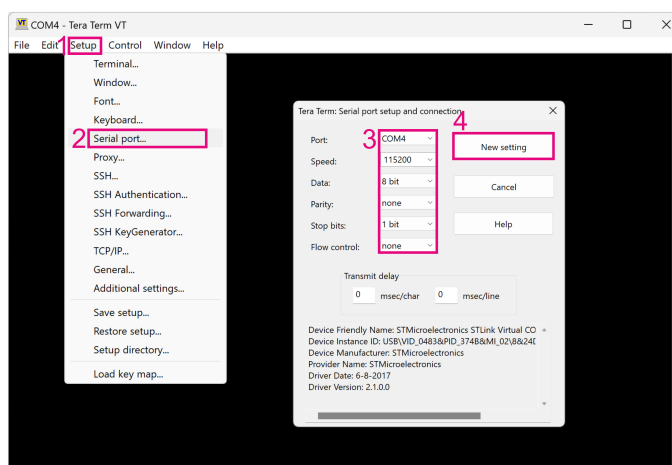 VT COM4 - Tera Term VT
File Edit Setup Control Window Help
1
Terminal...
Window...
Font...
Keyboard...
2 Serial port...
Proxy...
SSH...
SSH Authentication...
SSH Forwarding...
SSH KeyGenerator...
TCP/IP...
General...
Additional settings...
Save setup...
Restore setup...
Setup directory...
Load key map...
Tera Term: Serial port setup and connection
3
4
Port: COM4
Speed: 115200
Data: 8 bit
Parity: none
Stop bits: 1 bit
Flow control: none
New setting
Cancel
Help
Transmit delay
0 msec/char 0 msec/line
Device Friendly Name: STMicroelectronics STLink Virtual CO
Device Instance ID: USB\VID_0483&PID_374B&MI_02\8&24D
Device Manufacturer: STMicroelectronics
Provider Name: STMicroelectronics
Driver Date: 6-8-2017
Driver Version: 2.1.0.0